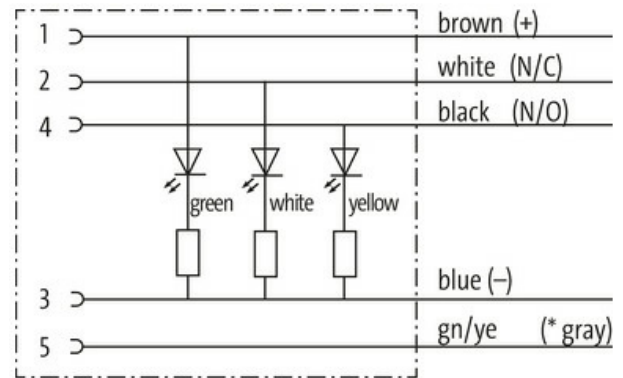 1 brown (+)
2 white (N/C)
4 black (N/O)
green white yellow
3 blue (–)
5 gn/ye (* gray)